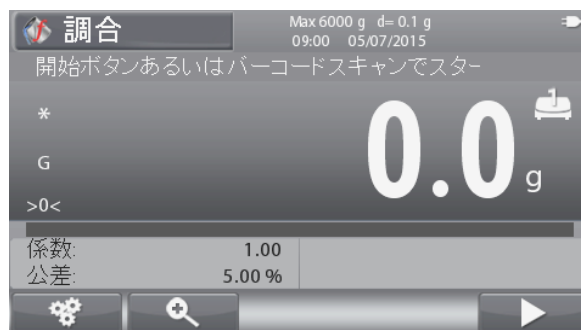 調合
Max 6000 g d= 0.1 g
09:00 05/07/2015
開始ボタンあるいはバーコードスキャンでスター
*
G
>0<
0.0 g
1
係数: 1.00
公差: 5.00 %